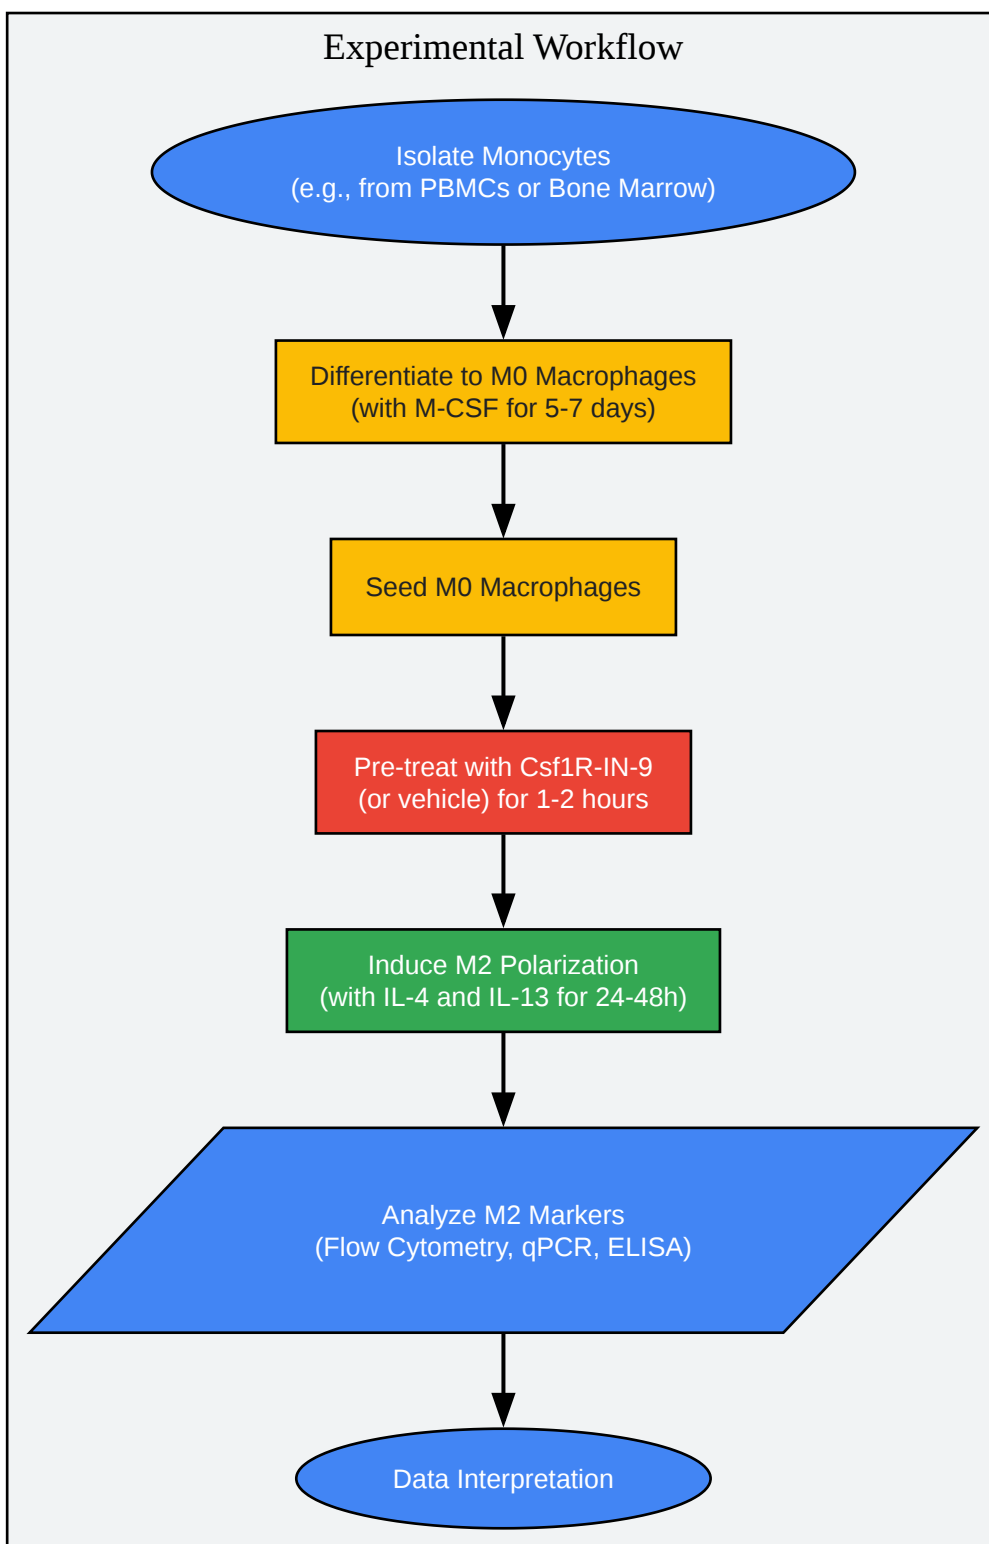 Experimental Workflow
Isolate Monocytes
(e.g., from PBMCs or Bone Marrow)
Differentiate to M0 Macrophages
(with M-CSF for 5-7 days)
Seed M0 Macrophages
Pre-treat with Csf1R-IN-9
(or vehicle) for 1-2 hours
Induce M2 Polarization
(with IL-4 and IL-13 for 24-48h)
Analyze M2 Markers
(Flow Cytometry, qPCR, ELISA)
Data Interpretation